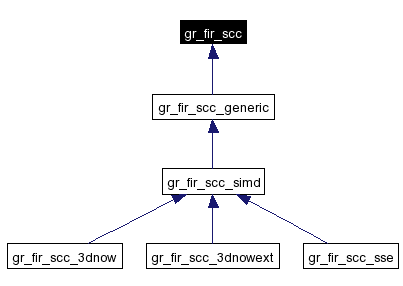 gr_fir_scc
gr_fir_scc_generic
gr_fir_scc_simd
gr_fir_scc_3dnow
gr_fir_scc_3dnowext
gr_fir_scc_sse